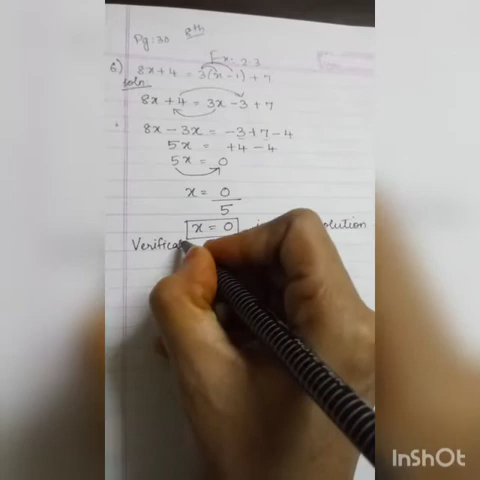 Pg:30 8th
Ex: 2.3
6) 8x+4 = 3(x-1)+7
Soln:
8x+4 = 3x-3+7
8x-3x = -3+7-4
5x = +4-4
5x = 0
x = 0/5
x = 0
Verifica
InShOt